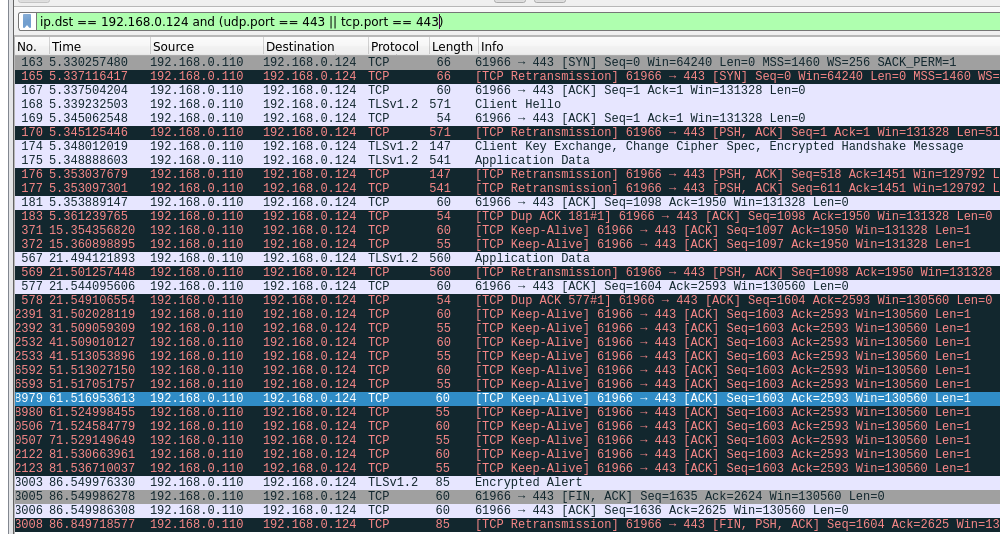 ip.dst == 192.168.0.124 and (udp.port == 443 || tcp.port == 443)
No. Time Source Destination Protocol Length Info
163 5.330257480 192.168.0.110 192.168.0.124 TCP 66 61966 → 443 [SYN] Seq=0 Win=64240 Len=0 MSS=1460 WS=256 SACK_PERM=1
165 5.337116417 192.168.0.110 192.168.0.124 TCP 66 [TCP Retransmission] 61966 → 443 [SYN] Seq=0 Win=64240 Len=0 MSS=1460 WS=
167 5.337504204 192.168.0.110 192.168.0.124 TCP 60 61966 → 443 [ACK] Seq=1 Ack=1 Win=131328 Len=0
168 5.339232503 192.168.0.110 192.168.0.124 TLSv1.2 571 Client Hello
169 5.345062548 192.168.0.110 192.168.0.124 TCP 54 61966 → 443 [ACK] Seq=1 Ack=1 Win=131328 Len=0
170 5.345125446 192.168.0.110 192.168.0.124 TCP 571 [TCP Retransmission] 61966 → 443 [PSH, ACK] Seq=1 Ack=1 Win=131328 Len=51
174 5.348012019 192.168.0.110 192.168.0.124 TLSv1.2 147 Client Key Exchange, Change Cipher Spec, Encrypted Handshake Message
175 5.348888603 192.168.0.110 192.168.0.124 TLSv1.2 541 Application Data
176 5.353037679 192.168.0.110 192.168.0.124 TCP 147 [TCP Retransmission] 61966 → 443 [PSH, ACK] Seq=518 Ack=1451 Win=129792 L
177 5.353097301 192.168.0.110 192.168.0.124 TCP 541 [TCP Retransmission] 61966 → 443 [PSH, ACK] Seq=611 Ack=1451 Win=129792 L
181 5.353889147 192.168.0.110 192.168.0.124 TCP 60 61966 → 443 [ACK] Seq=1098 Ack=1950 Win=131328 Len=0
183 5.361239765 192.168.0.110 192.168.0.124 TCP 54 [TCP Dup ACK 181#1] 61966 → 443 [ACK] Seq=1098 Ack=1950 Win=131328 Len=0
371 15.354356820 192.168.0.110 192.168.0.124 TCP 60 [TCP Keep-Alive] 61966 → 443 [ACK] Seq=1097 Ack=1950 Win=131328 Len=1
372 15.360898895 192.168.0.110 192.168.0.124 TCP 55 [TCP Keep-Alive] 61966 → 443 [ACK] Seq=1097 Ack=1950 Win=131328 Len=1
567 21.494121893 192.168.0.110 192.168.0.124 TLSv1.2 560 Application Data
569 21.501257448 192.168.0.110 192.168.0.124 TCP 560 [TCP Retransmission] 61966 → 443 [PSH, ACK] Seq=1098 Ack=1950 Win=131328
577 21.544095606 192.168.0.110 192.168.0.124 TCP 60 61966 → 443 [ACK] Seq=1604 Ack=2593 Win=130560 Len=0
578 21.549106554 192.168.0.110 192.168.0.124 TCP 54 [TCP Dup ACK 577#1] 61966 → 443 [ACK] Seq=1604 Ack=2593 Win=130560 Len=0
2391 31.502028119 192.168.0.110 192.168.0.124 TCP 60 [TCP Keep-Alive] 61966 → 443 [ACK] Seq=1603 Ack=2593 Win=130560 Len=1
2392 31.509059309 192.168.0.110 192.168.0.124 TCP 55 [TCP Keep-Alive] 61966 → 443 [ACK] Seq=1603 Ack=2593 Win=130560 Len=1
2532 41.509010127 192.168.0.110 192.168.0.124 TCP 60 [TCP Keep-Alive] 61966 → 443 [ACK] Seq=1603 Ack=2593 Win=130560 Len=1
2533 41.513053896 192.168.0.110 192.168.0.124 TCP 55 [TCP Keep-Alive] 61966 → 443 [ACK] Seq=1603 Ack=2593 Win=130560 Len=1
6592 51.513027150 192.168.0.110 192.168.0.124 TCP 60 [TCP Keep-Alive] 61966 → 443 [ACK] Seq=1603 Ack=2593 Win=130560 Len=1
6593 51.517051757 192.168.0.110 192.168.0.124 TCP 55 [TCP Keep-Alive] 61966 → 443 [ACK] Seq=1603 Ack=2593 Win=130560 Len=1
8979 61.516953613 192.168.0.110 192.168.0.124 TCP 60 [TCP Keep-Alive] 61966 → 443 [ACK] Seq=1603 Ack=2593 Win=130560 Len=1
8980 61.524998455 192.168.0.110 192.168.0.124 TCP 55 [TCP Keep-Alive] 61966 → 443 [ACK] Seq=1603 Ack=2593 Win=130560 Len=1
0506 71.524584779 192.168.0.110 192.168.0.124 TCP 60 [TCP Keep-Alive] 61966 → 443 [ACK] Seq=1603 Ack=2593 Win=130560 Len=1
0507 71.529149649 192.168.0.110 192.168.0.124 TCP 55 [TCP Keep-Alive] 61966 → 443 [ACK] Seq=1603 Ack=2593 Win=130560 Len=1
2122 81.530663961 192.168.0.110 192.168.0.124 TCP 60 [TCP Keep-Alive] 61966 → 443 [ACK] Seq=1603 Ack=2593 Win=130560 Len=1
2123 81.536710037 192.168.0.110 192.168.0.124 TCP 55 [TCP Keep-Alive] 61966 → 443 [ACK] Seq=1603 Ack=2593 Win=130560 Len=1
3003 86.549976330 192.168.0.110 192.168.0.124 TLSv1.2 85 Encrypted Alert
3005 86.549986278 192.168.0.110 192.168.0.124 TCP 60 61966 → 443 [FIN, ACK] Seq=1635 Ack=2624 Win=130560 Len=0
3006 86.549986308 192.168.0.110 192.168.0.124 TCP 60 61966 → 443 [ACK] Seq=1636 Ack=2625 Win=130560 Len=0
3008 86.849718577 192.168.0.110 192.168.0.124 TCP 85 [TCP Retransmission] 61966 → 443 [FIN, PSH, ACK] Seq=1604 Ack=2625 Win=13